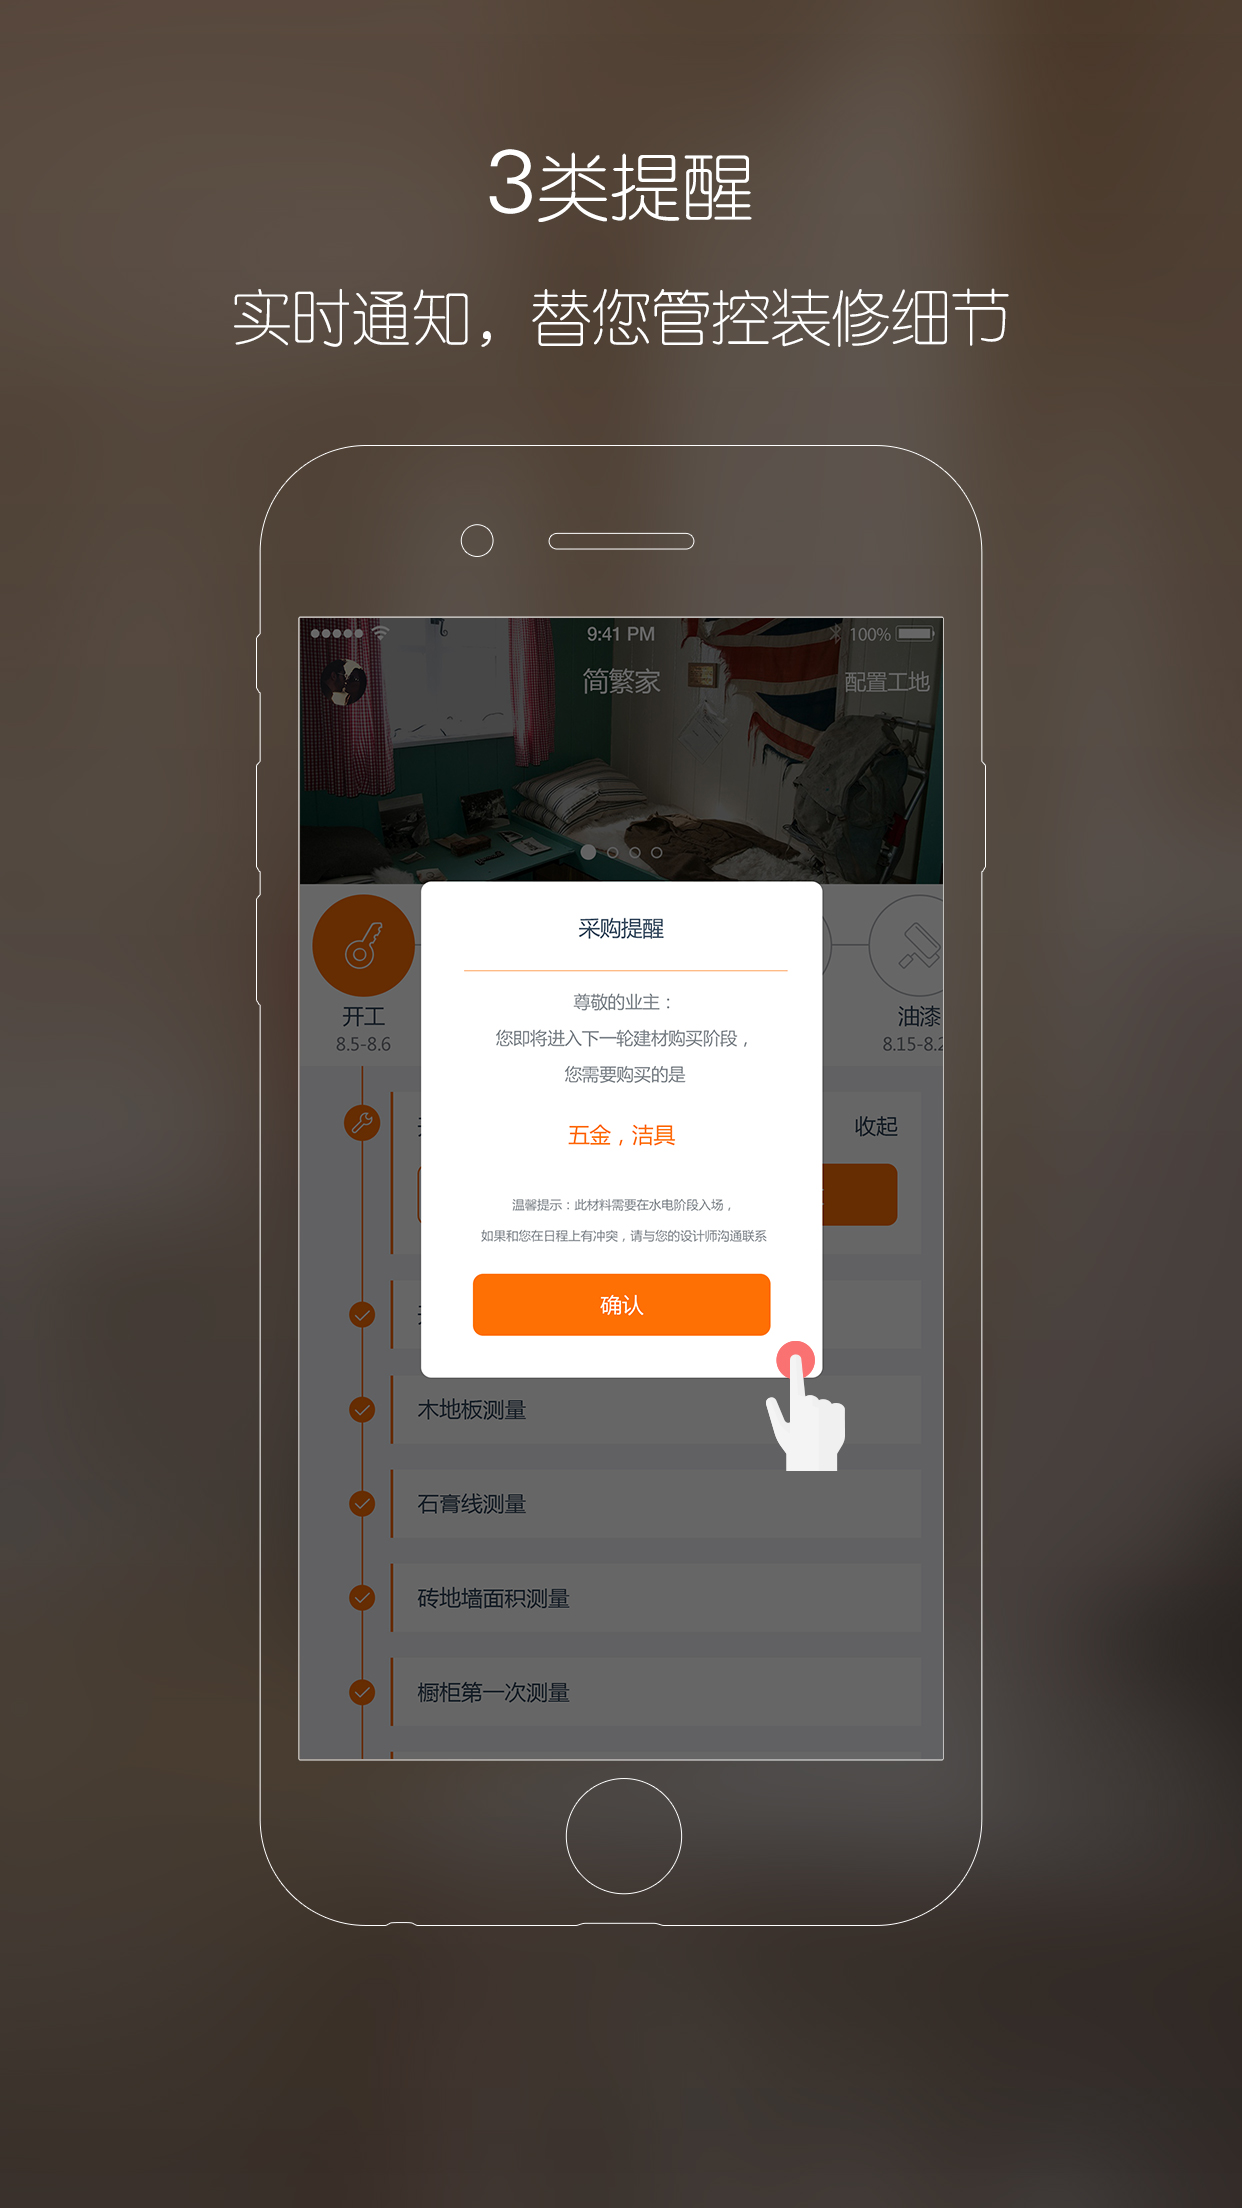 3类提醒
实时通知，替您管控装修细节
9:41 PM
100%
简繁家
配置工地
采购提醒
尊敬的业主：
您即将进入下一轮建材购买阶段，
您需要购买的是
五金，洁具
温馨提示：此材料需要在水电阶段入场，
如果和您在日程上有冲突，请与您的设计师沟通联系
确认
开工
8.5-8.6
油漆
8.15-8.2
收起
木地板测量
石膏线测量
砖地墙面积测量
橱柜第一次测量